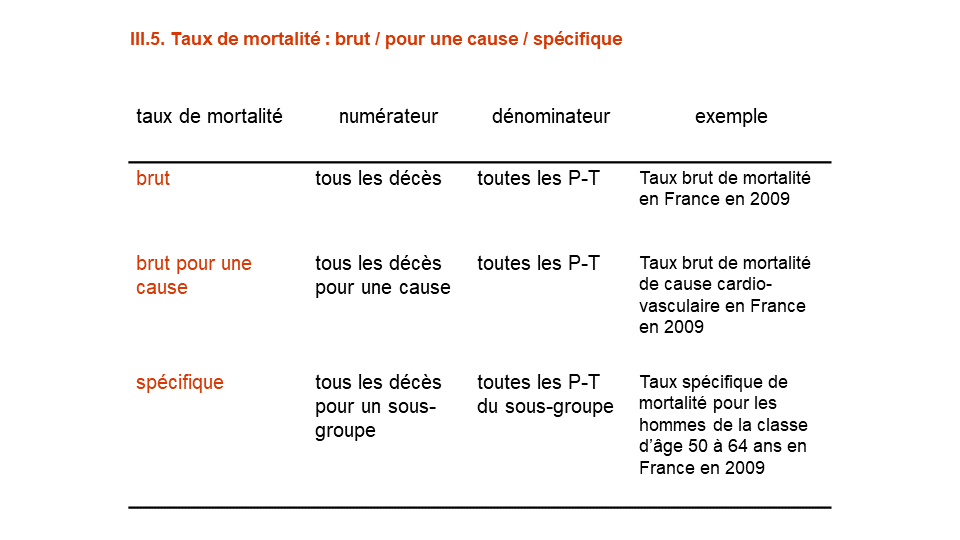 III.5. Taux de mortalité : brut / pour une cause / spécifique
taux de mortalité numérateur dénominateur exemple
brut tous les décès toutes les P-T Taux brut de mortalité
en France en 2009
brut pour une tous les décès toutes les P-T Taux brut de mortalité
cause pour une cause de cause cardio-
vasculaire en France
en 2009
spécifique tous les décès toutes les P-T Taux spécifique de
pour un sous- du sous-groupe mortalité pour les
groupe hommes de la classe
d’âge 50 à 64 ans en
France en 2009